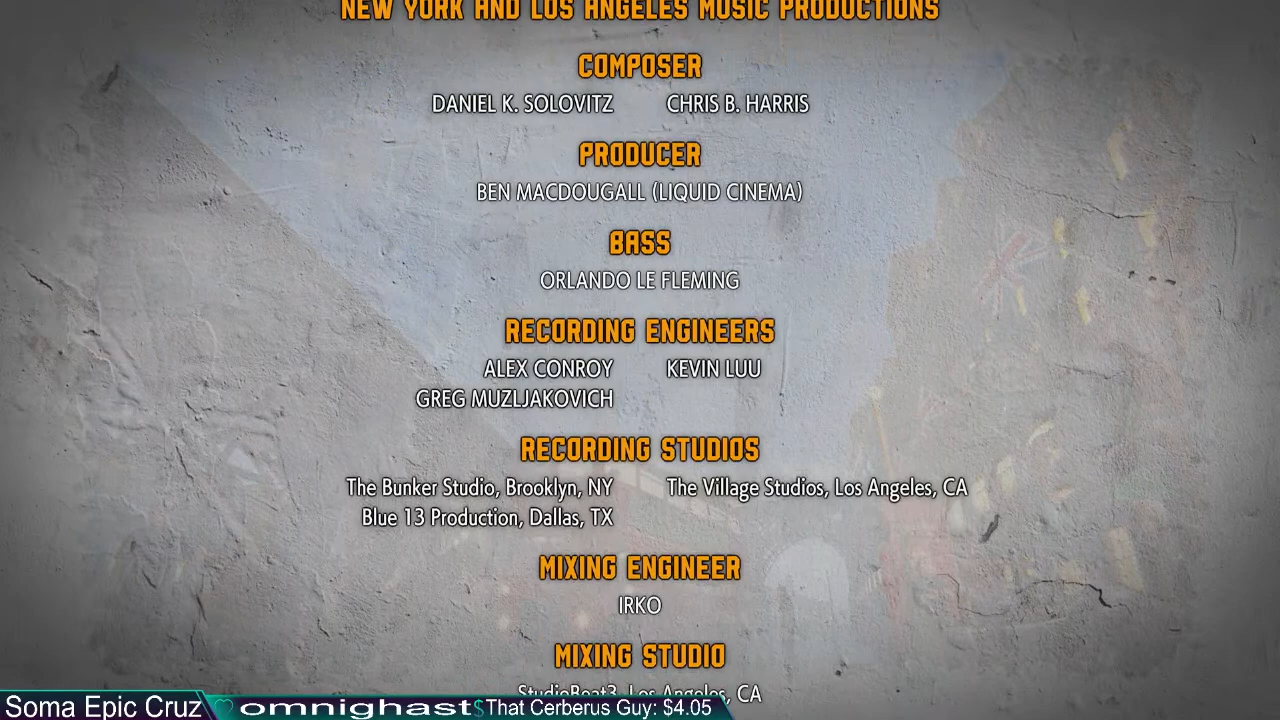 NEW YORK AND LOS ANGELES MUSIC PRODUCTIONS
COMPOSER
DANIEL K. SOLOVITZ CHRIS B. HARRIS
PRODUCER
BEN MACDOUGALL (LIQUID CINEMA)
BASS
ORLANDO LE FLEMING
RECORDING ENGINEERS
ALEX CONROY KEVIN LUU
GREG MUZLJAKOVICH
RECORDING STUDIOS
The Bunker Studio, Brooklyn, NY The Village Studios, Los Angeles, CA
Blue 13 Production, Dallas, TX
MIXING ENGINEER
IRKO
MIXING STUDIO
StudioBeat3, Los Angeles, CA
Soma Epic Cruz omnighast $That Cerberus Guy: $4.05